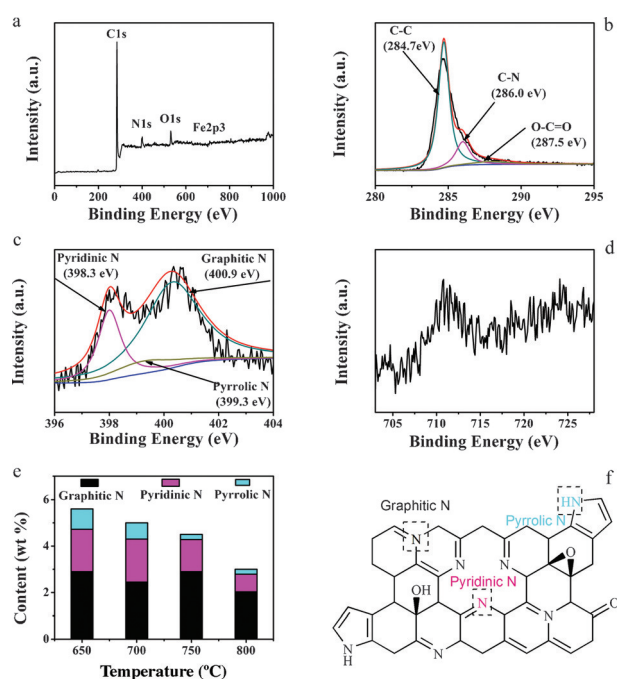 a
C1s
N1s
O1s
Fe2p3
Intensity (a.u.)
0 200 400 600 800 1000
Binding Energy (eV)
b
C-C
(284.7eV)
C-N
(286.0 eV)
O-C=O
(287.5 eV)
Intensity (a.u.)
280 285 290 295
Binding Energy (eV)
c
Pyridinic N
(398.3 eV)
Graphitic N
(400.9 eV)
Pyrrolic N
(399.3 eV)
Intensity (a.u.)
396 398 400 402 404
Binding Energy (eV)
d
Intensity (a.u.)
705 710 715 720 725
Binding Energy (eV)
e
Graphitic N Pyridinic N Pyrrolic N
6
4
2
0
Content (wt %)
650 700 750 800
Temperature (ºC)
f
Graphitic N
Pyrrolic N
HN
N
N
N
O
Pyridinic N
OH
N
N
O
N
N
H